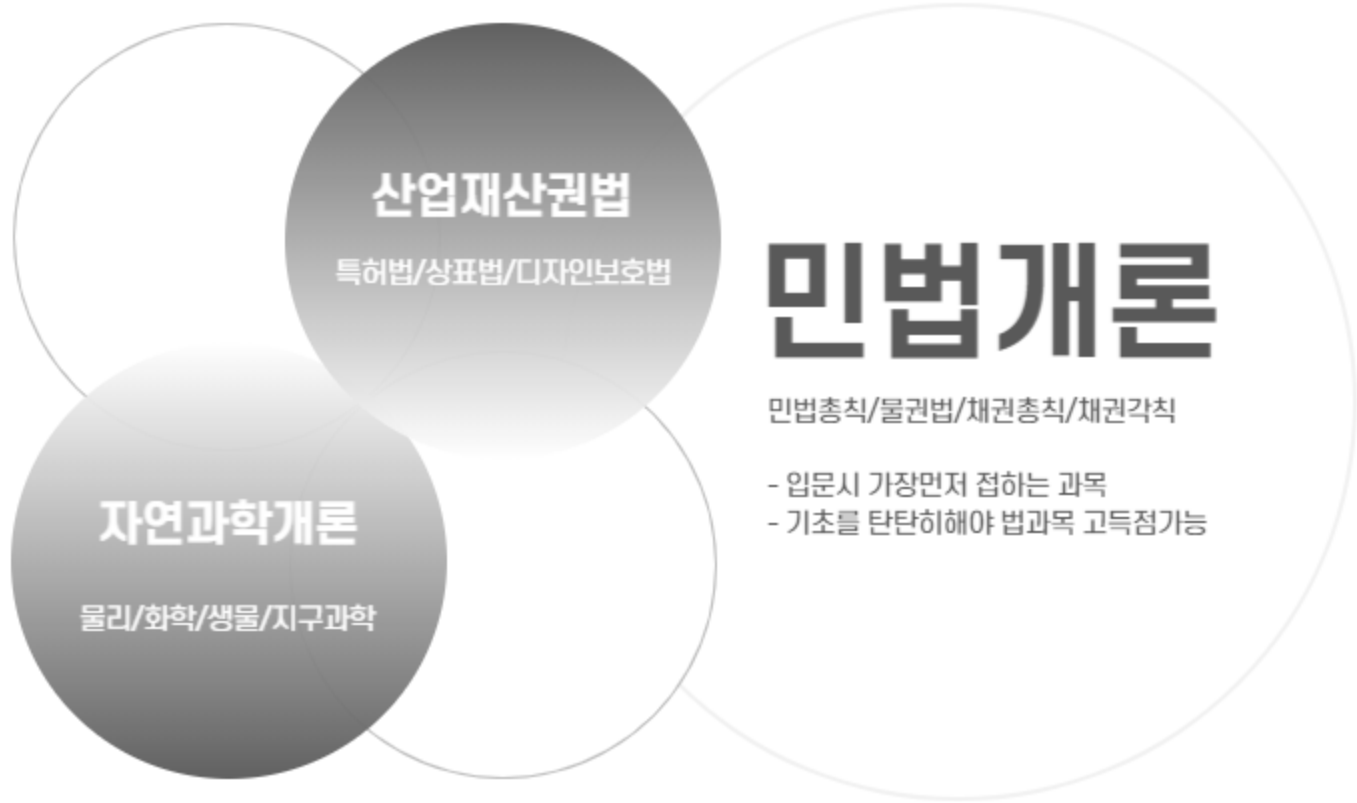 산업재산권법
특허법/상표법/디자인보호법
자연과학개론
물리/화학/생물/지구과학
민법개론
민법총칙/물권법/채권총칙/채권각칙
- 입문시 가장먼저 접하는 과목
- 기초를 탄탄히해야 법과목 고득점가능